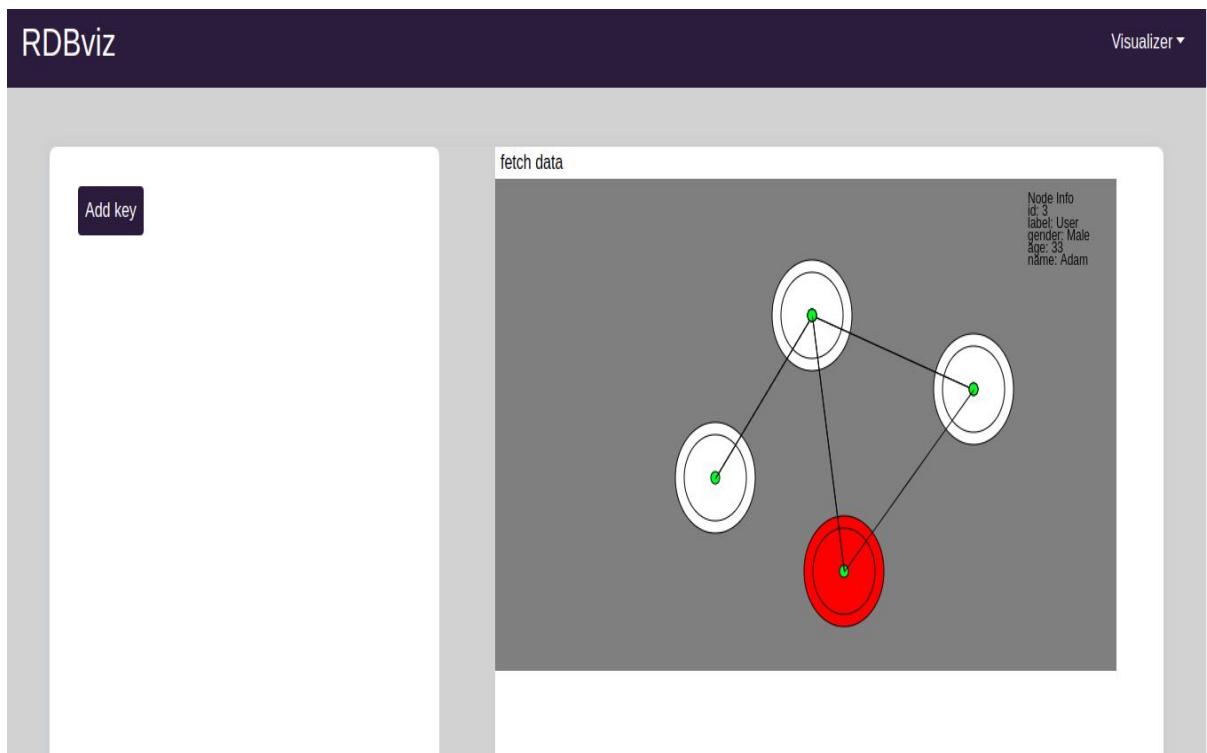 RDBviz
Visualizer
Add key
fetch data
Node Info
id: 3
label: User
gender: Male
age: 33
name: Adam